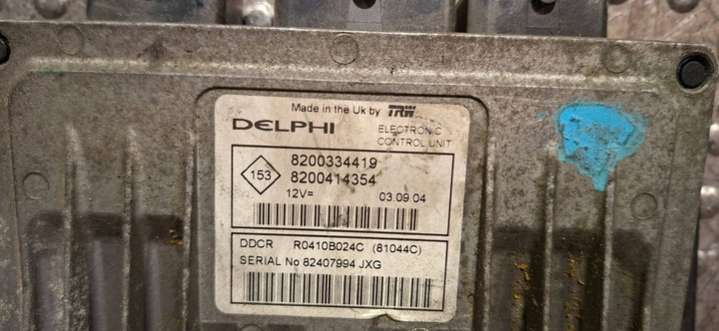 Made in the Uk by TRW
DELPHI ELECTRONIC
CONTROL UNIT
153
8200334419
8200414354
12V= 03.09.04
DDCR R0410B024C (81044C)
SERIAL No 82407994 JXG